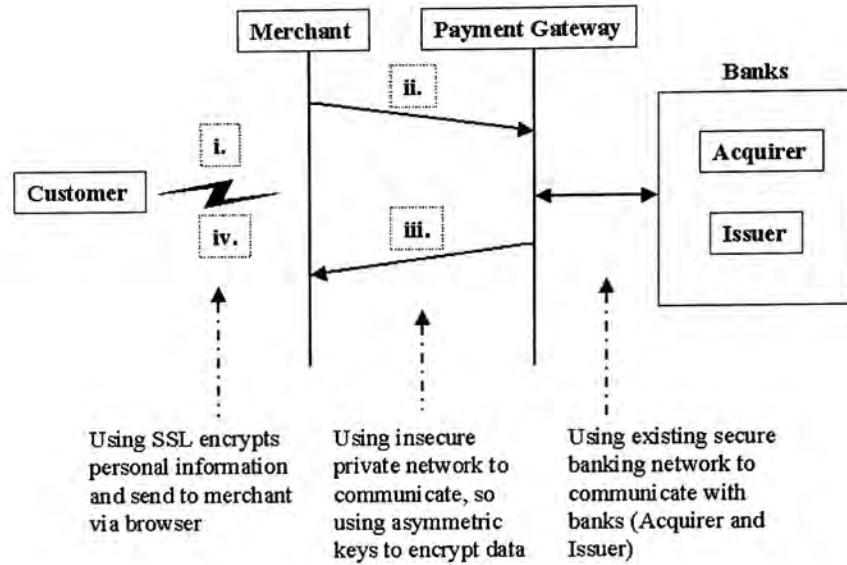 Merchant
Payment Gateway
Banks
ii.
i.
Acquirer
Customer
iv.
iii.
Issuer
Using SSL encrypts
personal information
and send to merchant
via browser
Using insecure
private network to
communicate, so
using asymmetric
keys to encrypt data
Using existing secure
banking network to
communicate with
banks (Acquirer and
Issuer)